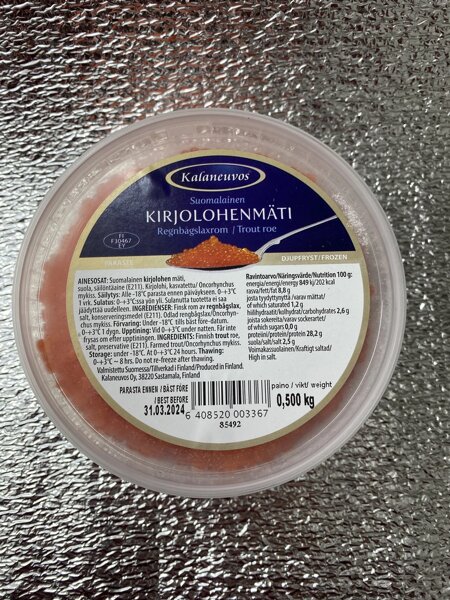 Kalaneuvos
Suomalainen
KIRJOLOHENMÄTI
Regnbågslaxrom / Trout roe
FI
F30467
EY
PARASTE
DJUPFRYST/FROZEN
AINESOSAT: Suomalainen kirjolohen mäti,
suola, säilöntäaine (E211). Kirjolohi, kasvatettu/Oncorhynchus
mykiss. Säilytys: Alle -18°C parasta ennen päiväykseen. 0-+3°C
1 vrk. Sulatus: 0-+3°C:ssa yön yli. Sulanutta tuotetta ei saa
jäädyttää uudelleen. INGREDIENSER: Finsk rom av regnbågslax,
salt, konserveringsmedel (E211). Odlad regnbågslax/Oncorhyn-
chus mykiss. Förvaring: Under -18°C tills bäst före-datum.
0-+3°C 1 dygn. Upptining: Vid 0-+3°C under natten. Får inte
frysas om efter upptiningen. INGREDIENTS: Finnish trout roe,
salt, preservative (E211). Farmed trout/Oncorhynchus mykiss.
Storage: under -18°C. At 0-+3°C 24 hours. Thawing:
0-+3°C ~ 8 hrs. Do not re-freeze after thawing.
Valmistettu Suomessa/Tillverkad i Finland/Produced in Finland.
Kalaneuvos Oy, 38220 Sastamala, Finland
Ravintoarvo/Näringsvärde/Nutrition 100 g:
energia/energi/energy 849 kJ/202 kcal
rasva/fett/fat 8,8 g
josta tyydyttynyttä /varav mättat/
of which saturated 1,2 g
hiilihydraatit/kulhydrat/carbohydrates 2,6 g
joista sokereita/varav sockerarter/
of which sugars 0,0 g
proteiini/protein/protein 28,2 g
suola/salt/salt 2,5 g
Voimakassuolainen/Kraftigt saltad/
High in salt.
PARASTA ENNEN / BÄST FÖRE
/ BEST BEFORE
31.03.2024
6 408520 003367
85492
paino / vikt/ weight
0,500 kg